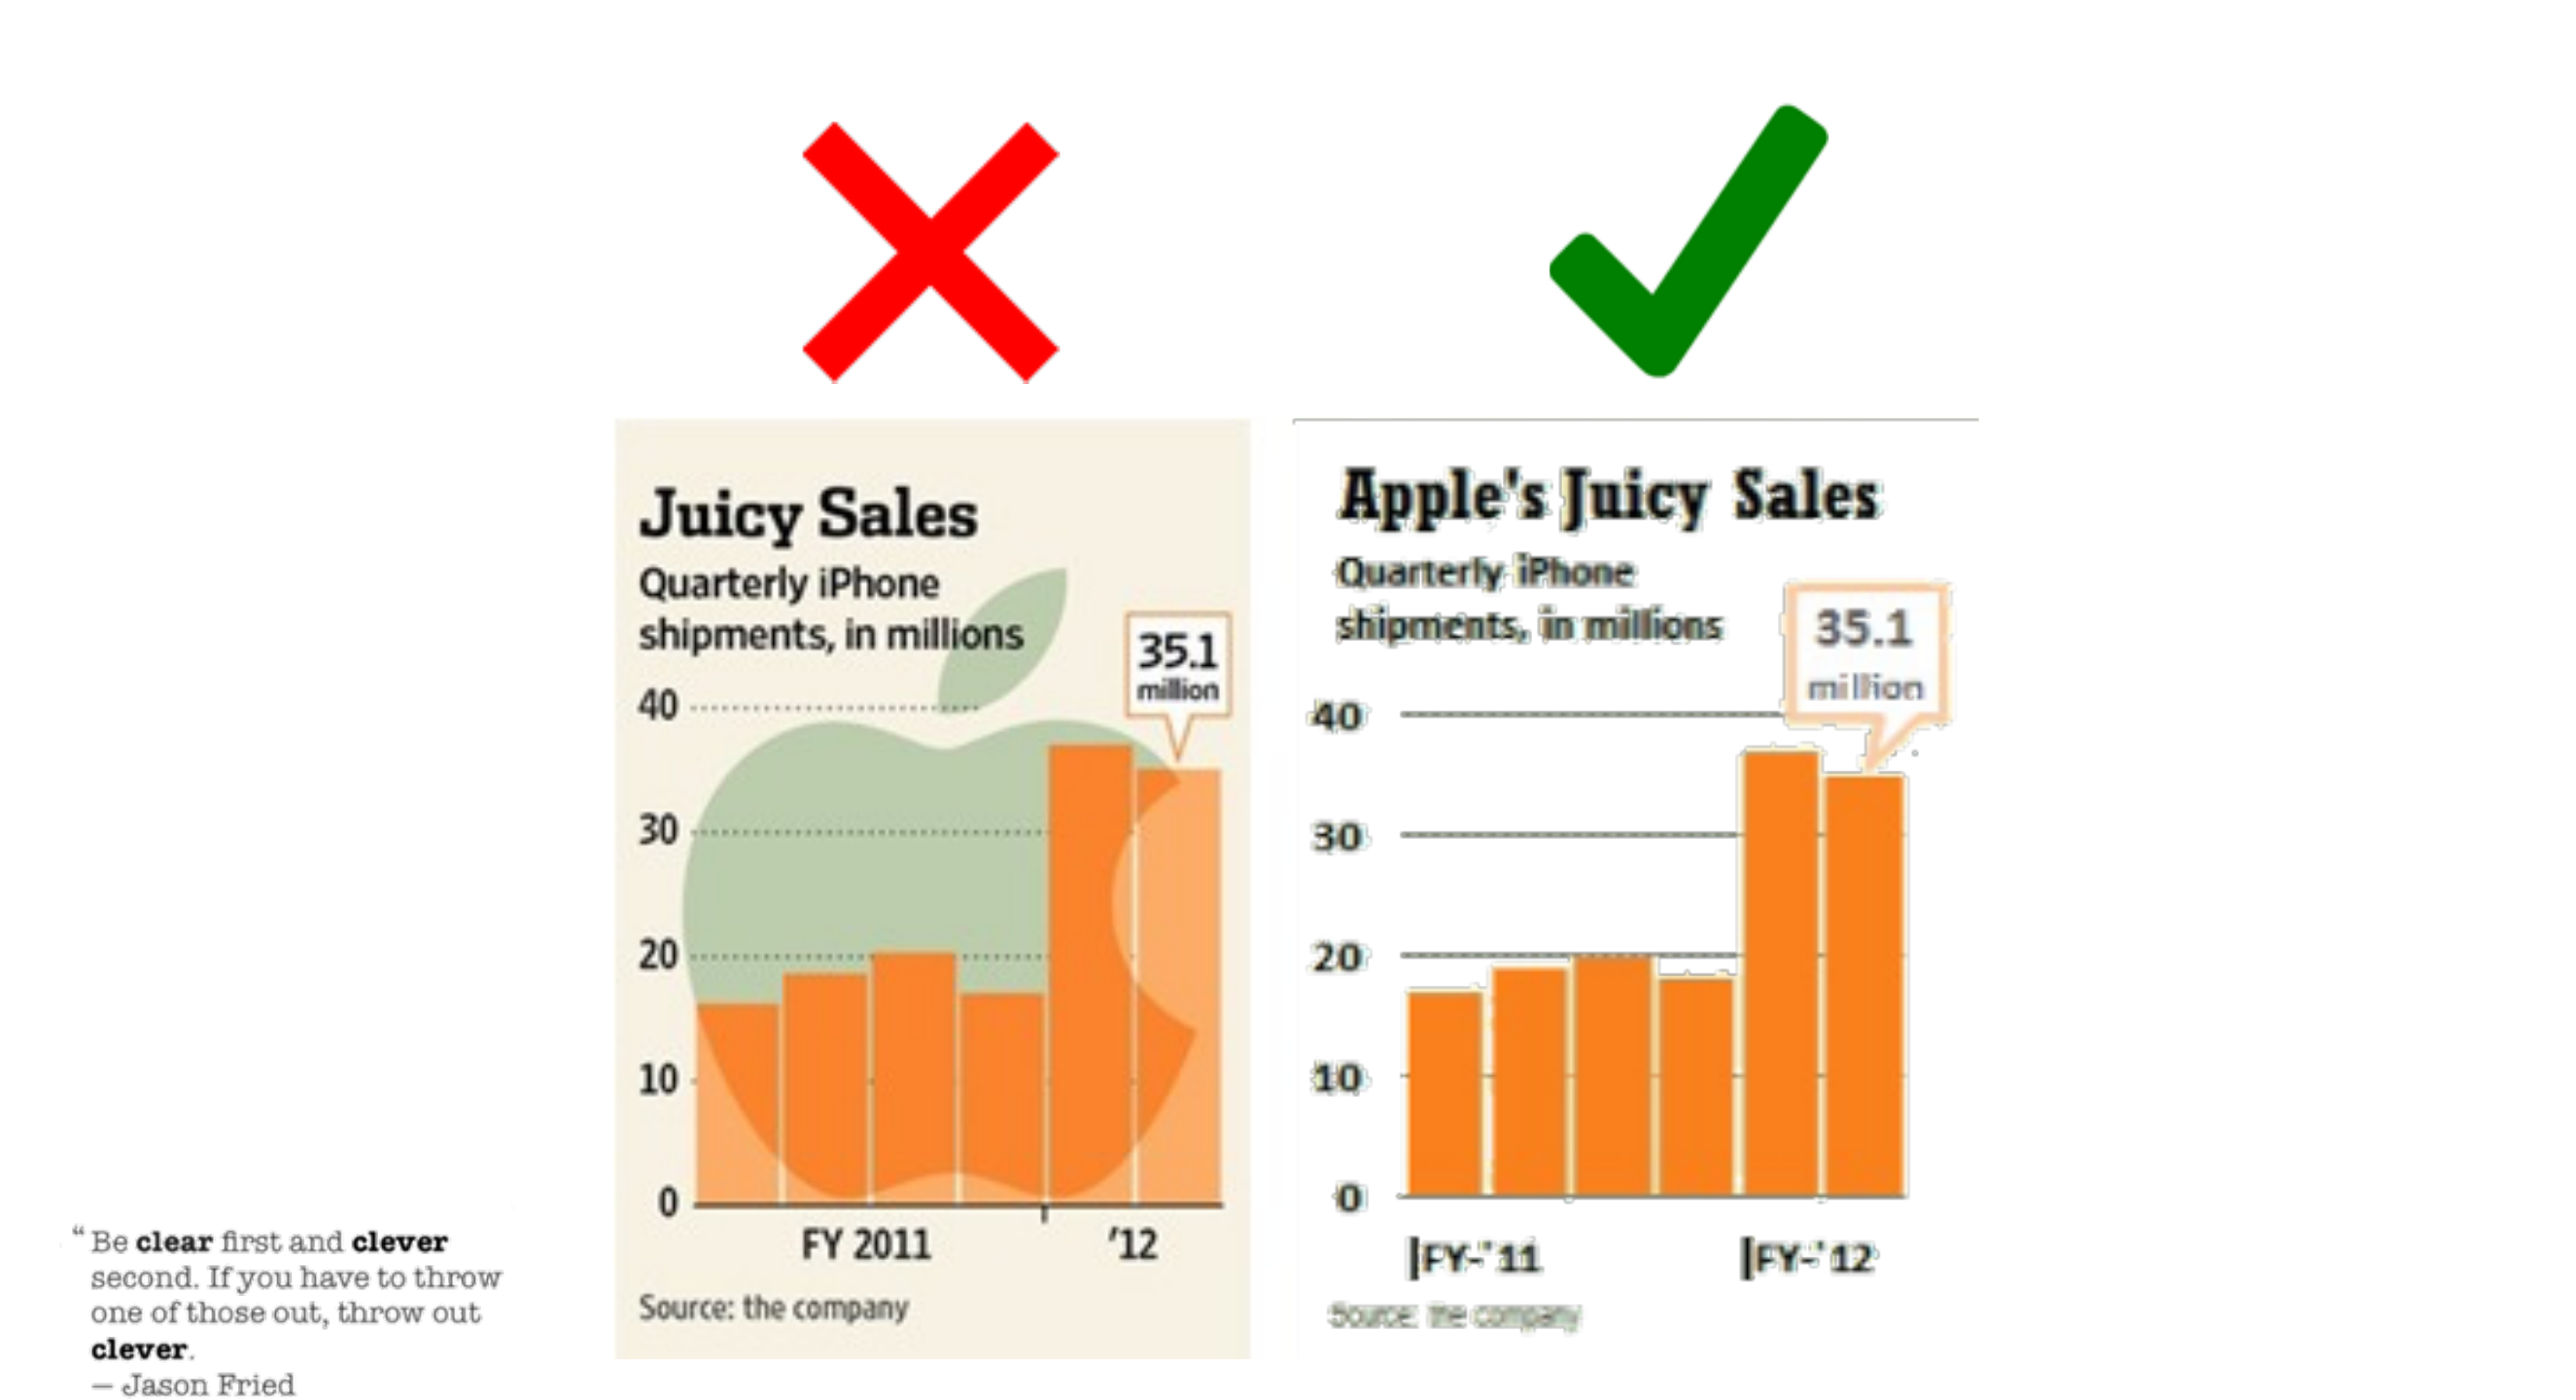 Juicy Sales
Quarterly iPhone
shipments, in millions
35.1
million
40
30
20
10
0
FY 2011
'12
Source: the company
Apple's Juicy Sales
Quarterly iPhone
shipments, in millions
35.1
million
40
30
20
10
0
|FY-'11
|FY-'12
Source: the company
“ Be clear first and clever
second. If you have to throw
one of those out, throw out
clever.
— Jason Fried